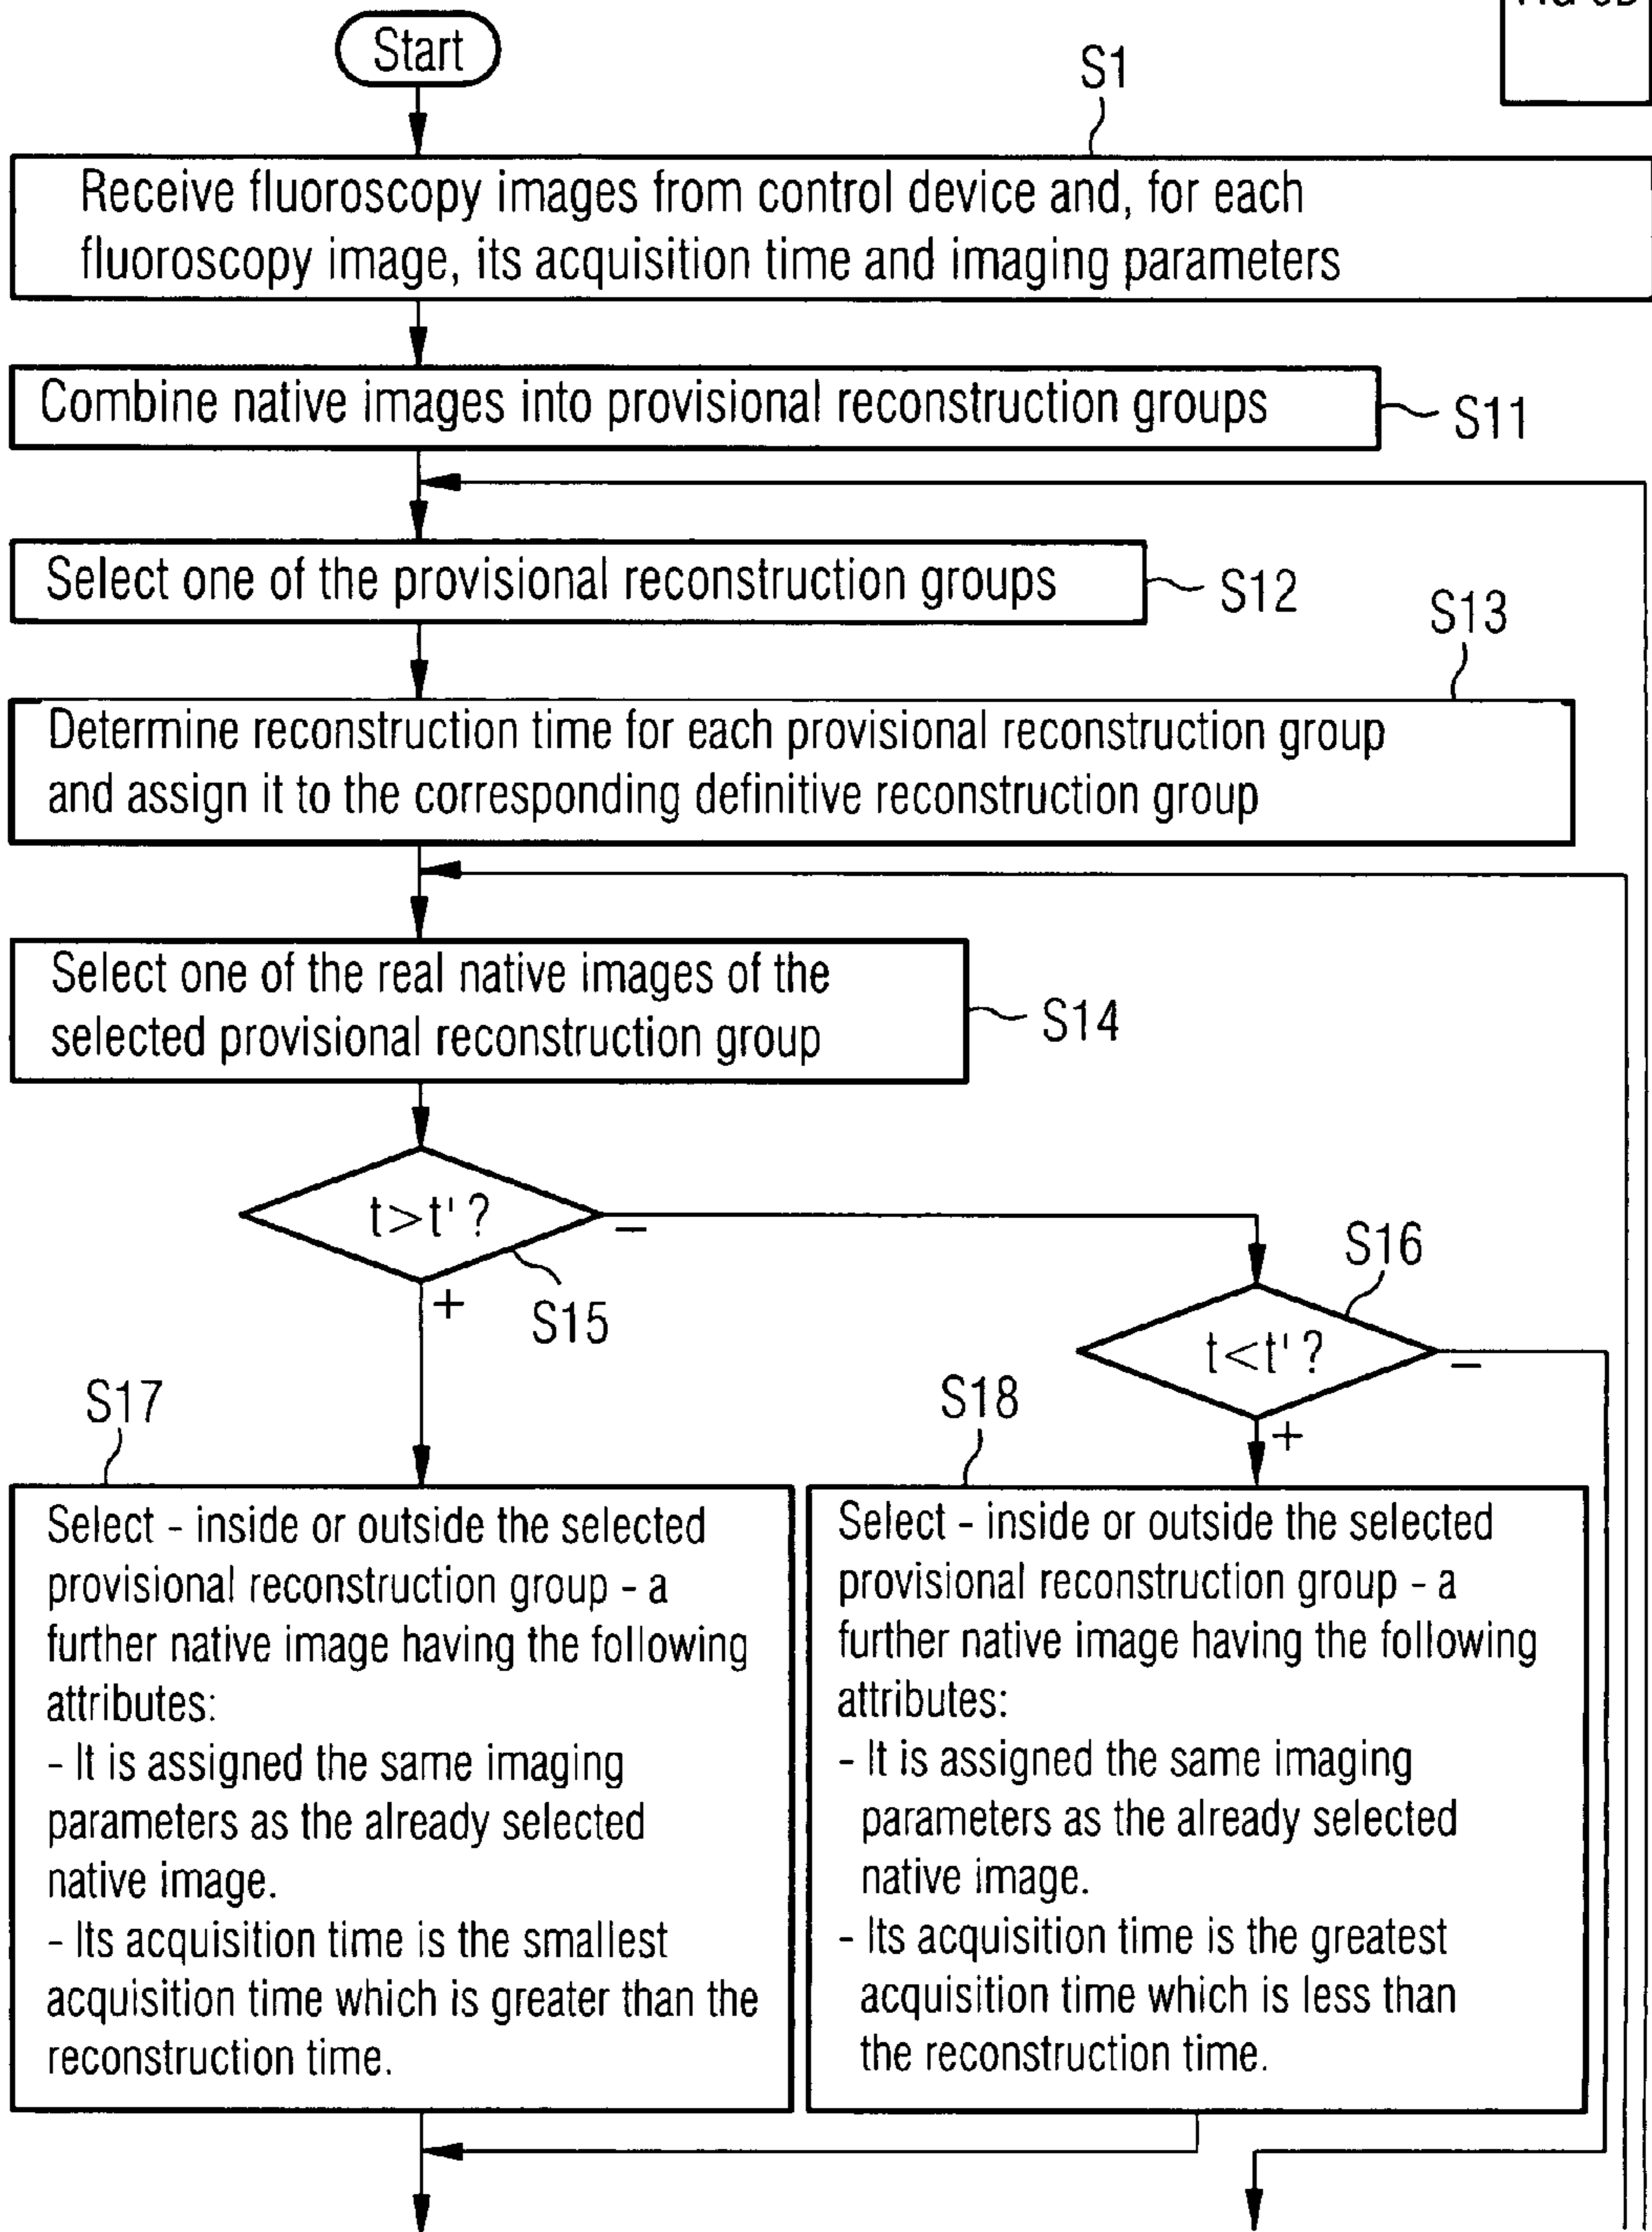 Start
S1
Receive fluoroscopy images from control device and, for each
fluoroscopy image, its acquisition time and imaging parameters
Combine native images into provisional reconstruction groups
S11
Select one of the provisional reconstruction groups
S12
S13
Determine reconstruction time for each provisional reconstruction group
and assign it to the corresponding definitive reconstruction group
Select one of the real native images of the
selected provisional reconstruction group
S14
t>t' ?
−
+
S15
S16
t<t' ?
−
+
S17
Select - inside or outside the selected
provisional reconstruction group - a
further native image having the following
attributes:
- It is assigned the same imaging
parameters as the already selected
native image.
- Its acquisition time is the smallest
acquisition time which is greater than the
reconstruction time.
S18
Select - inside or outside the selected
provisional reconstruction group - a
further native image having the following
attributes:
- It is assigned the same imaging
parameters as the already selected
native image.
- Its acquisition time is the greatest
acquisition time which is less than
the reconstruction time.